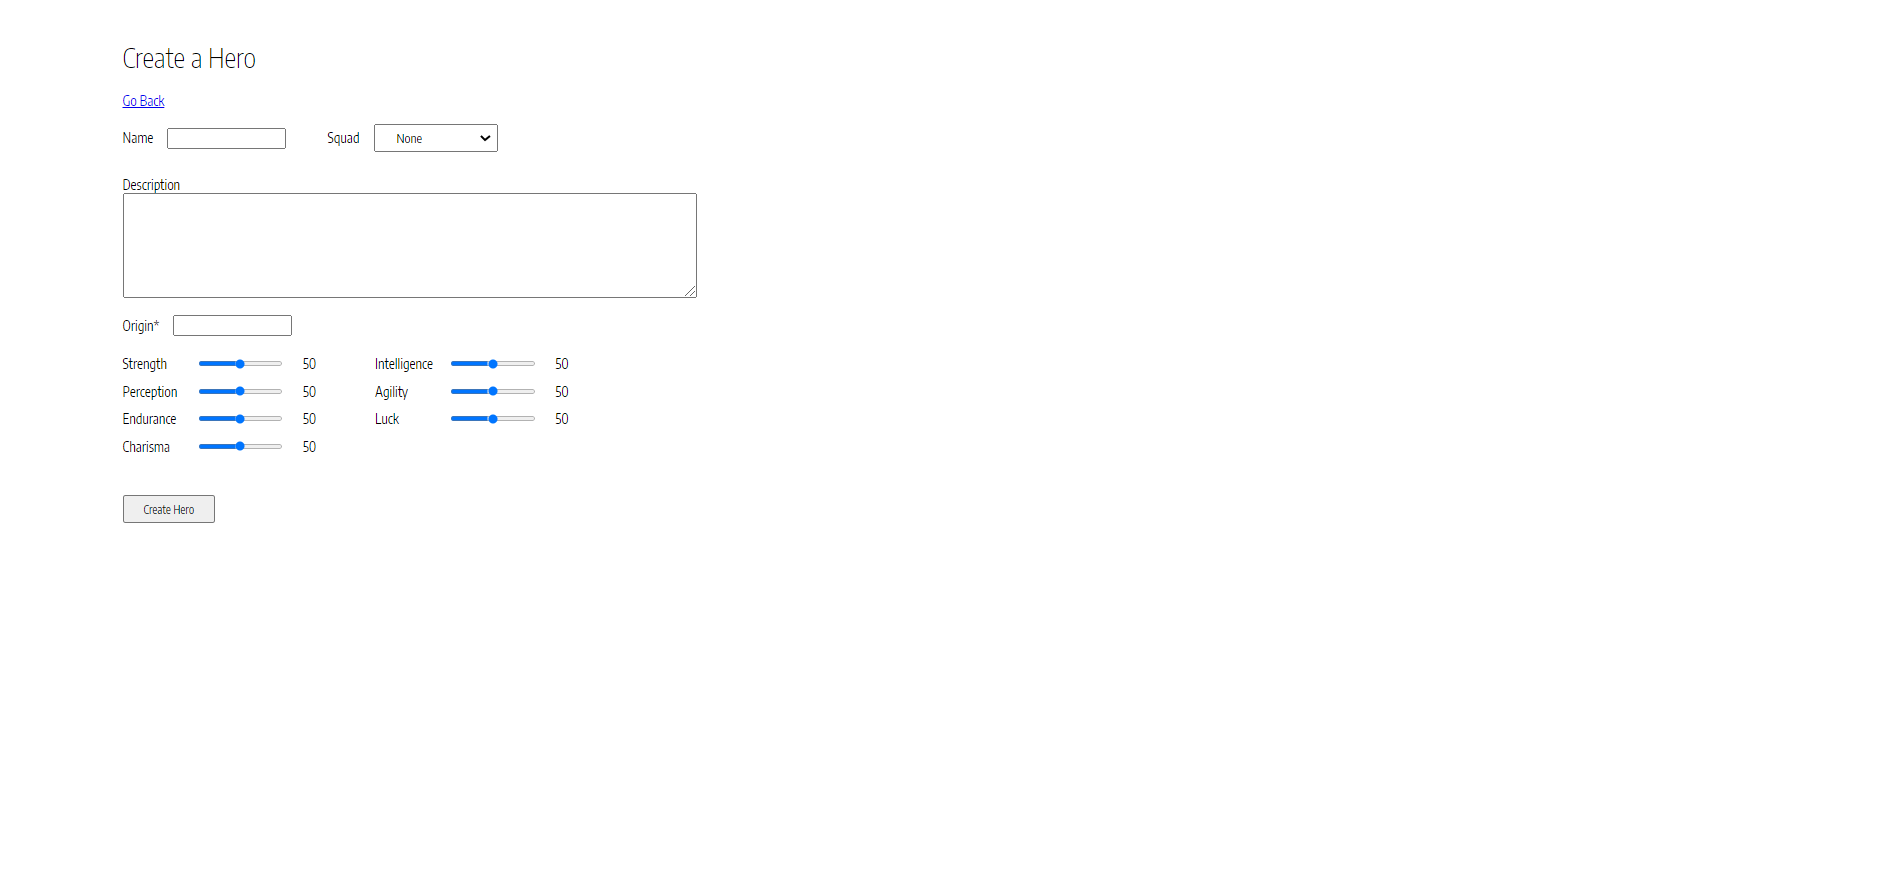 Create a Hero
Go Back
Name Squad None
Description
Origin*
Strength 50 Intelligence 50
Perception 50 Agility 50
Endurance 50 Luck 50
Charisma 50
Create Hero